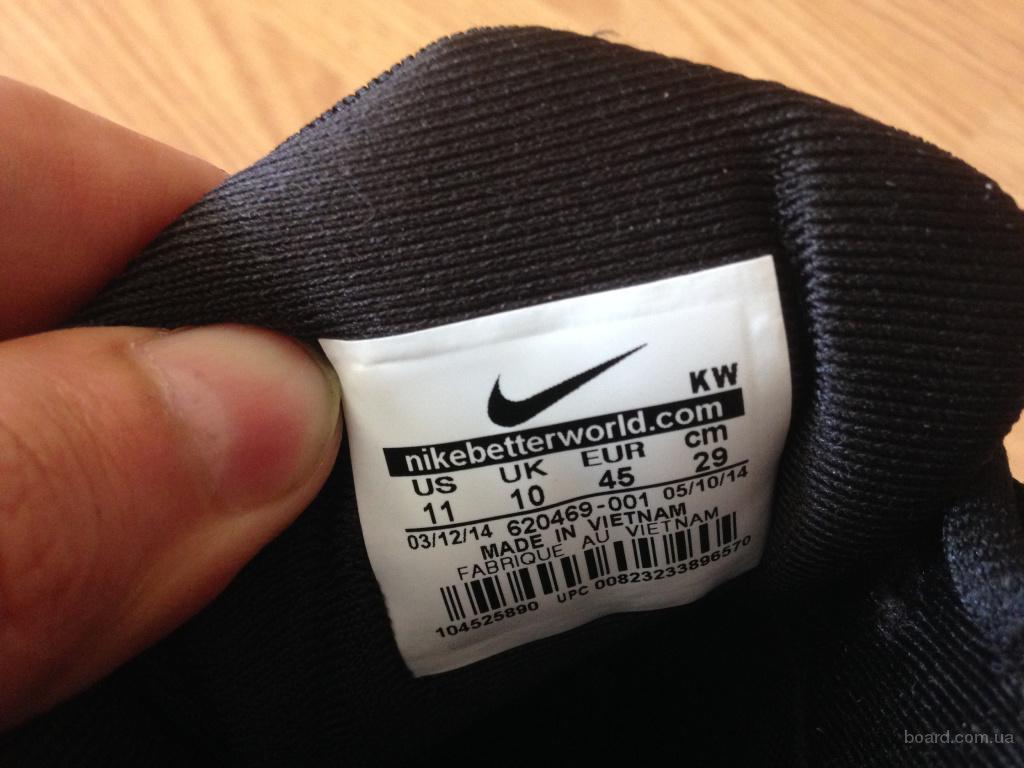 KW
nikebetterworld.com
US UK EUR cm
11 10 45 29
03/12/14 620469-001 05/10/14
MADE IN VIETNAM
FABRIQUE AU VIETNAM
104525890 UPC 00823233896570
board.com.ua